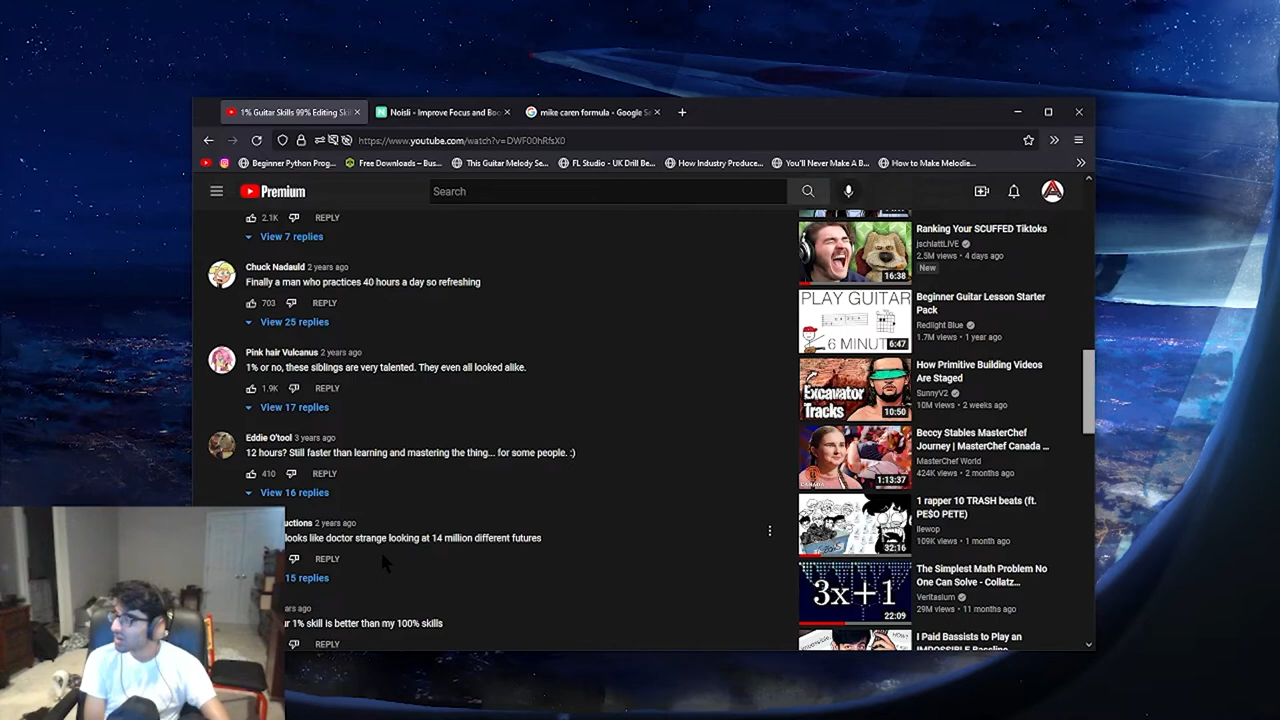 1% Guitar Skills 99% Editing Skil
Noisli - Improve Focus and Boo
mike caren formula - Google Se
https://www.youtube.com/watch?v=DWF00hRfsX0
Beginner Python Prog...
Free Downloads – Bus...
This Guitar Melody Se...
FL Studio - UK Drill Be...
How Industry Produce...
You'll Never Make A B...
How to Make Melodie...
Premium
Search
2.1K REPLY
View 7 replies
Chuck Nadauld 2 years ago
Finally a man who practices 40 hours a day so refreshing
703 REPLY
View 25 replies
Pink hair Vulcanus 2 years ago
1% or no, these siblings are very talented. They even all looked alike.
1.9K REPLY
View 17 replies
Eddie O'tool 3 years ago
12 hours? Still faster than learning and mastering the thing... for some people. :)
410 REPLY
View 16 replies
uctions 2 years ago
looks like doctor strange looking at 14 million different futures
REPLY
15 replies
ars ago
ur 1% skill is better than my 100% skills
REPLY
16:38
Ranking Your SCUFFED Tiktoks
jschlattLIVE
2.5M views • 4 days ago
New
PLAY GUITAR
6 MINUT
6:47
Beginner Guitar Lesson Starter
Pack
Redlight Blue
1.7M views • 1 year ago
Excavator
Tracks
10:50
How Primitive Building Videos
Are Staged
SunnyV2
10M views • 2 weeks ago
CANADA
1:13:37
Beccy Stables MasterChef
Journey | MasterChef Canada ...
MasterChef World
424K views • 2 months ago
32:16
1 rapper 10 TRASH beats (ft.
PE$O PETE)
Ilewop
109K views • 1 month ago
3x+1
22:09
The Simplest Math Problem No
One Can Solve - Collatz...
Veritasium
29M views • 11 months ago
I Paid Bassists to Play an
IMPOSSIBLE Bassline